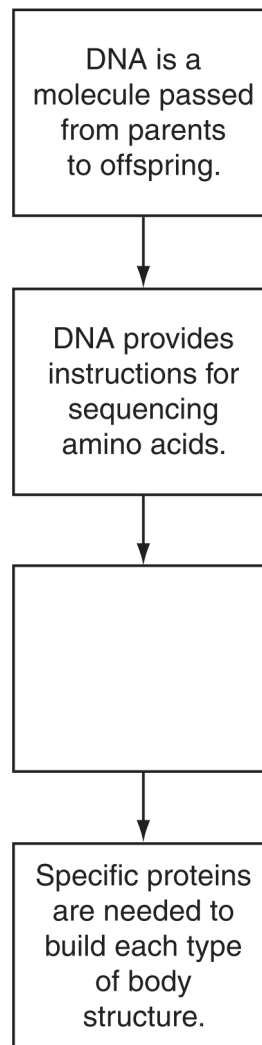 DNA is a
molecule passed
from parents
to offspring.
DNA provides
instructions for
sequencing
amino acids.
Specific proteins
are needed to
build each type
of body
structure.